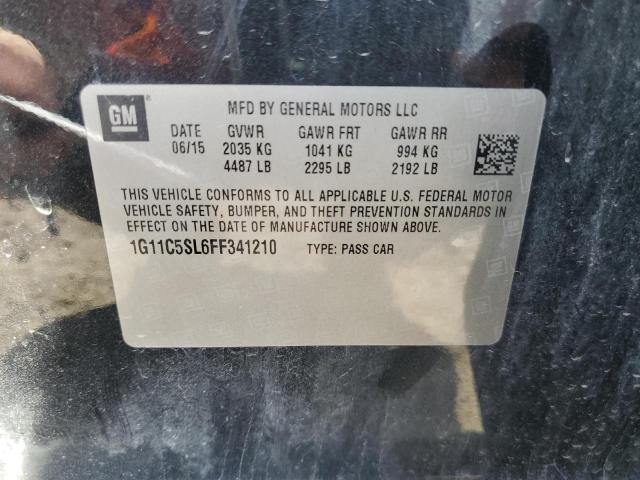 GM
MFD BY GENERAL MOTORS LLC
DATE GVWR GAWR FRT GAWR RR
06/15 2035 KG 1041 KG 994 KG
4487 LB 2295 LB 2192 LB
THIS VEHICLE CONFORMS TO ALL APPLICABLE U.S. FEDERAL MOTOR
VEHICLE SAFETY, BUMPER, AND THEFT PREVENTION STANDARDS IN
EFFECT ON THE DATE OF MANUFACTURE SHOWN ABOVE.
1G11C5SL6FF341210 TYPE: PASS CAR